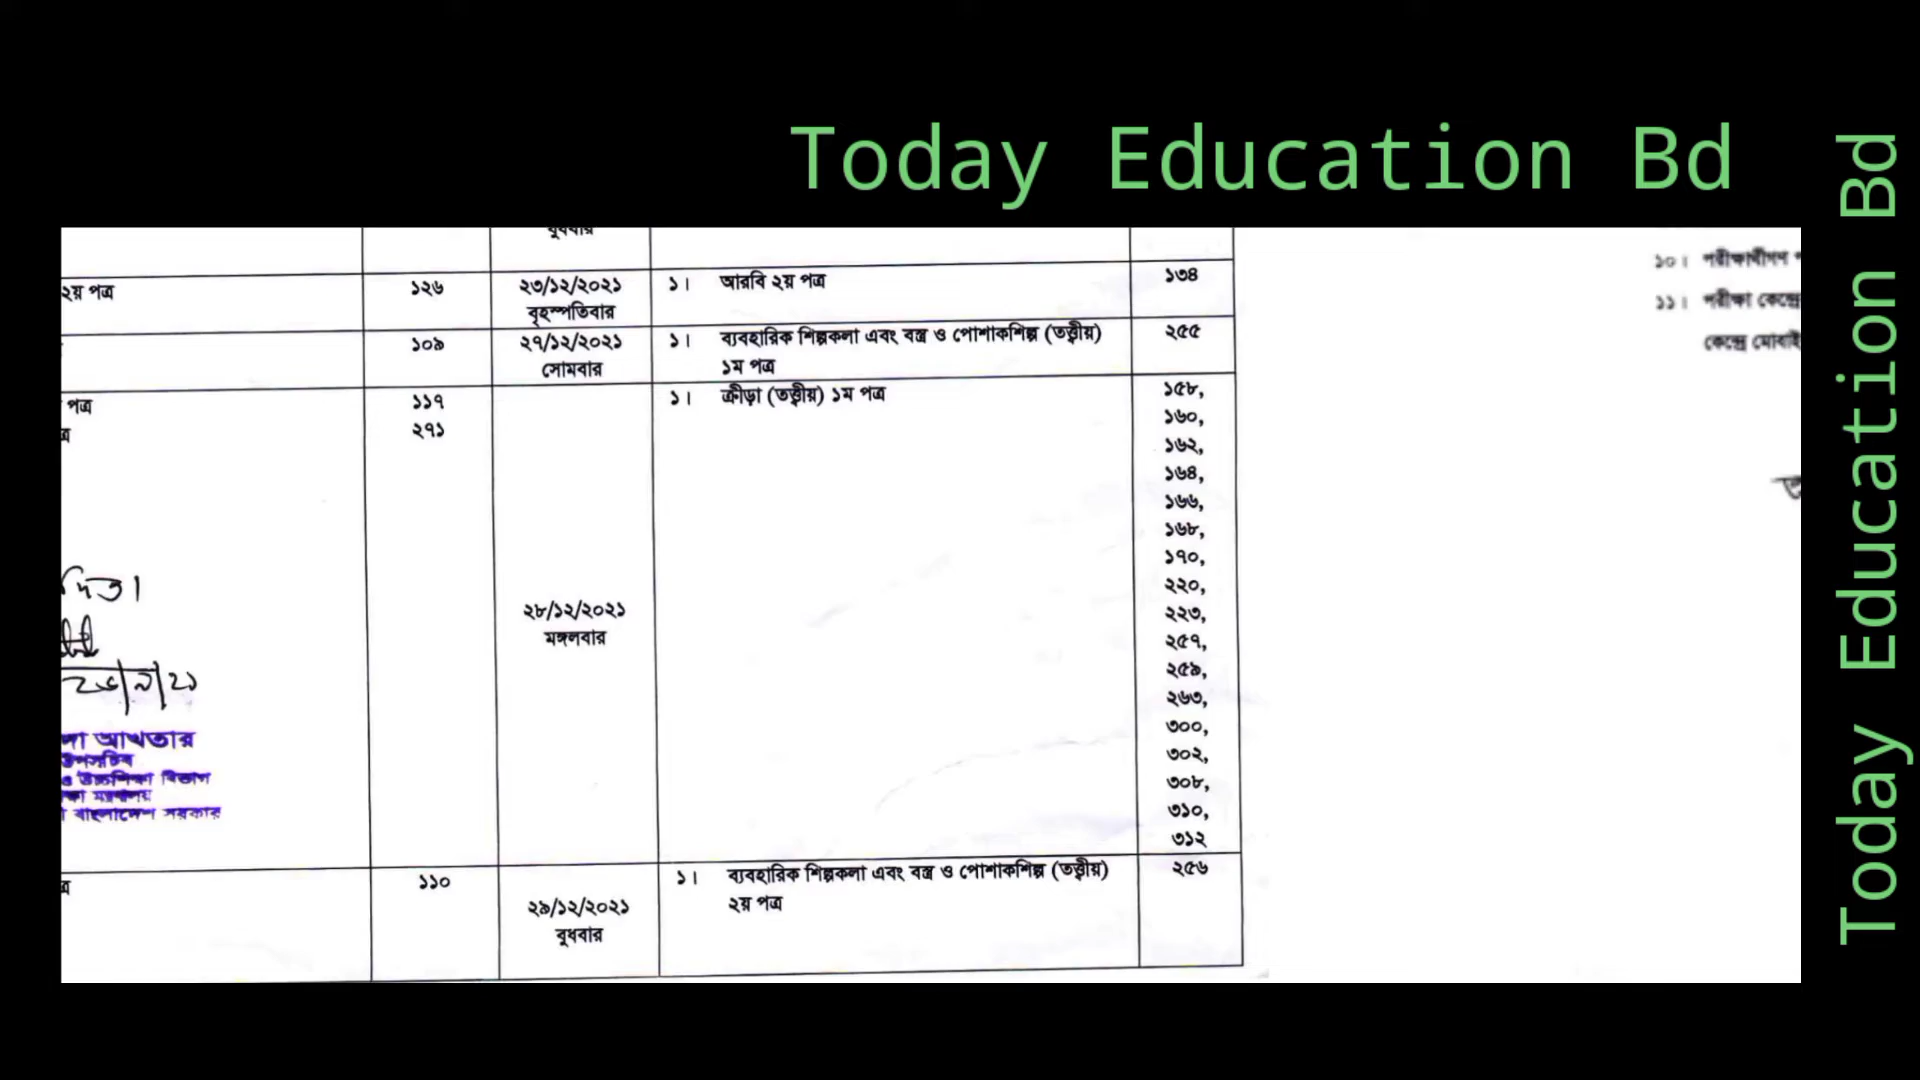 Today Education Bd
Today Education Bd
বুধবার
২য় পত্র
১২৬
২৩/১২/২০২১
বৃহস্পতিবার
১। আরবি ২য় পত্র
১৩৪
১০৯
২৭/১২/২০২১
সোমবার
১। ব্যবহারিক শিল্পকলা এবং বস্ত্র ও পোশাকশিল্প (তত্ত্বীয়)
১ম পত্র
২৫৫
পত্র
১১৭
২৭১
২৮/১২/২০২১
মঙ্গলবার
১। ক্রীড়া (তত্ত্বীয়) ১ম পত্র
১৫৮,
১৬০,
১৬২,
১৬৪,
১৬৬,
১৬৮,
১৭০,
২২০,
২২৩,
২৫৭,
২৫৯,
২৬৩,
৩০০,
৩০২,
৩০৮,
৩১০,
৩১২
আখতার
উপসচিব
ও উচ্চশিক্ষা বিভাগ
বাংলাদেশ সরকার
১১০
২৯/১২/২০২১
বুধবার
১। ব্যবহারিক শিল্পকলা এবং বস্ত্র ও পোশাকশিল্প (তত্ত্বীয়)
২য় পত্র
২৫৬
১০। পরীক্ষার্থীগণ
১১। পরীক্ষা কেন্দ্রে
কেন্দ্রে মোবাই